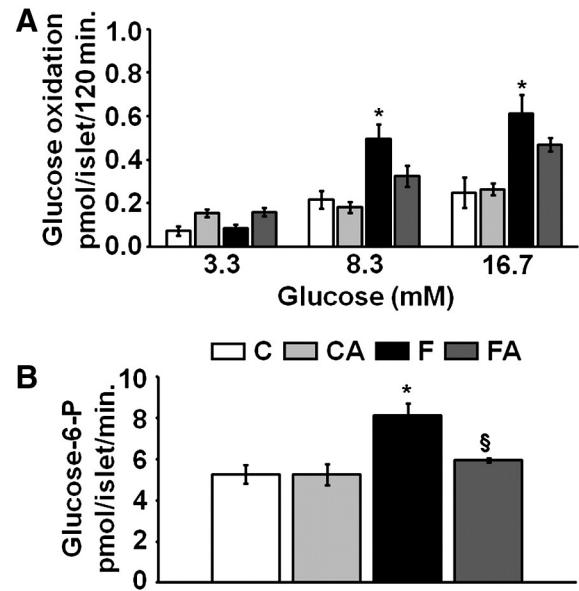 A
Glucose oxidation
pmol/islet/120 min.
1.0
0.8
0.6
0.4
0.2
0.0
*
*
3.3 8.3 16.7
Glucose (mM)
C CA F FA
B
Glucose-6-P
pmol/islet/min.
10
8
6
4
2
0
*
§